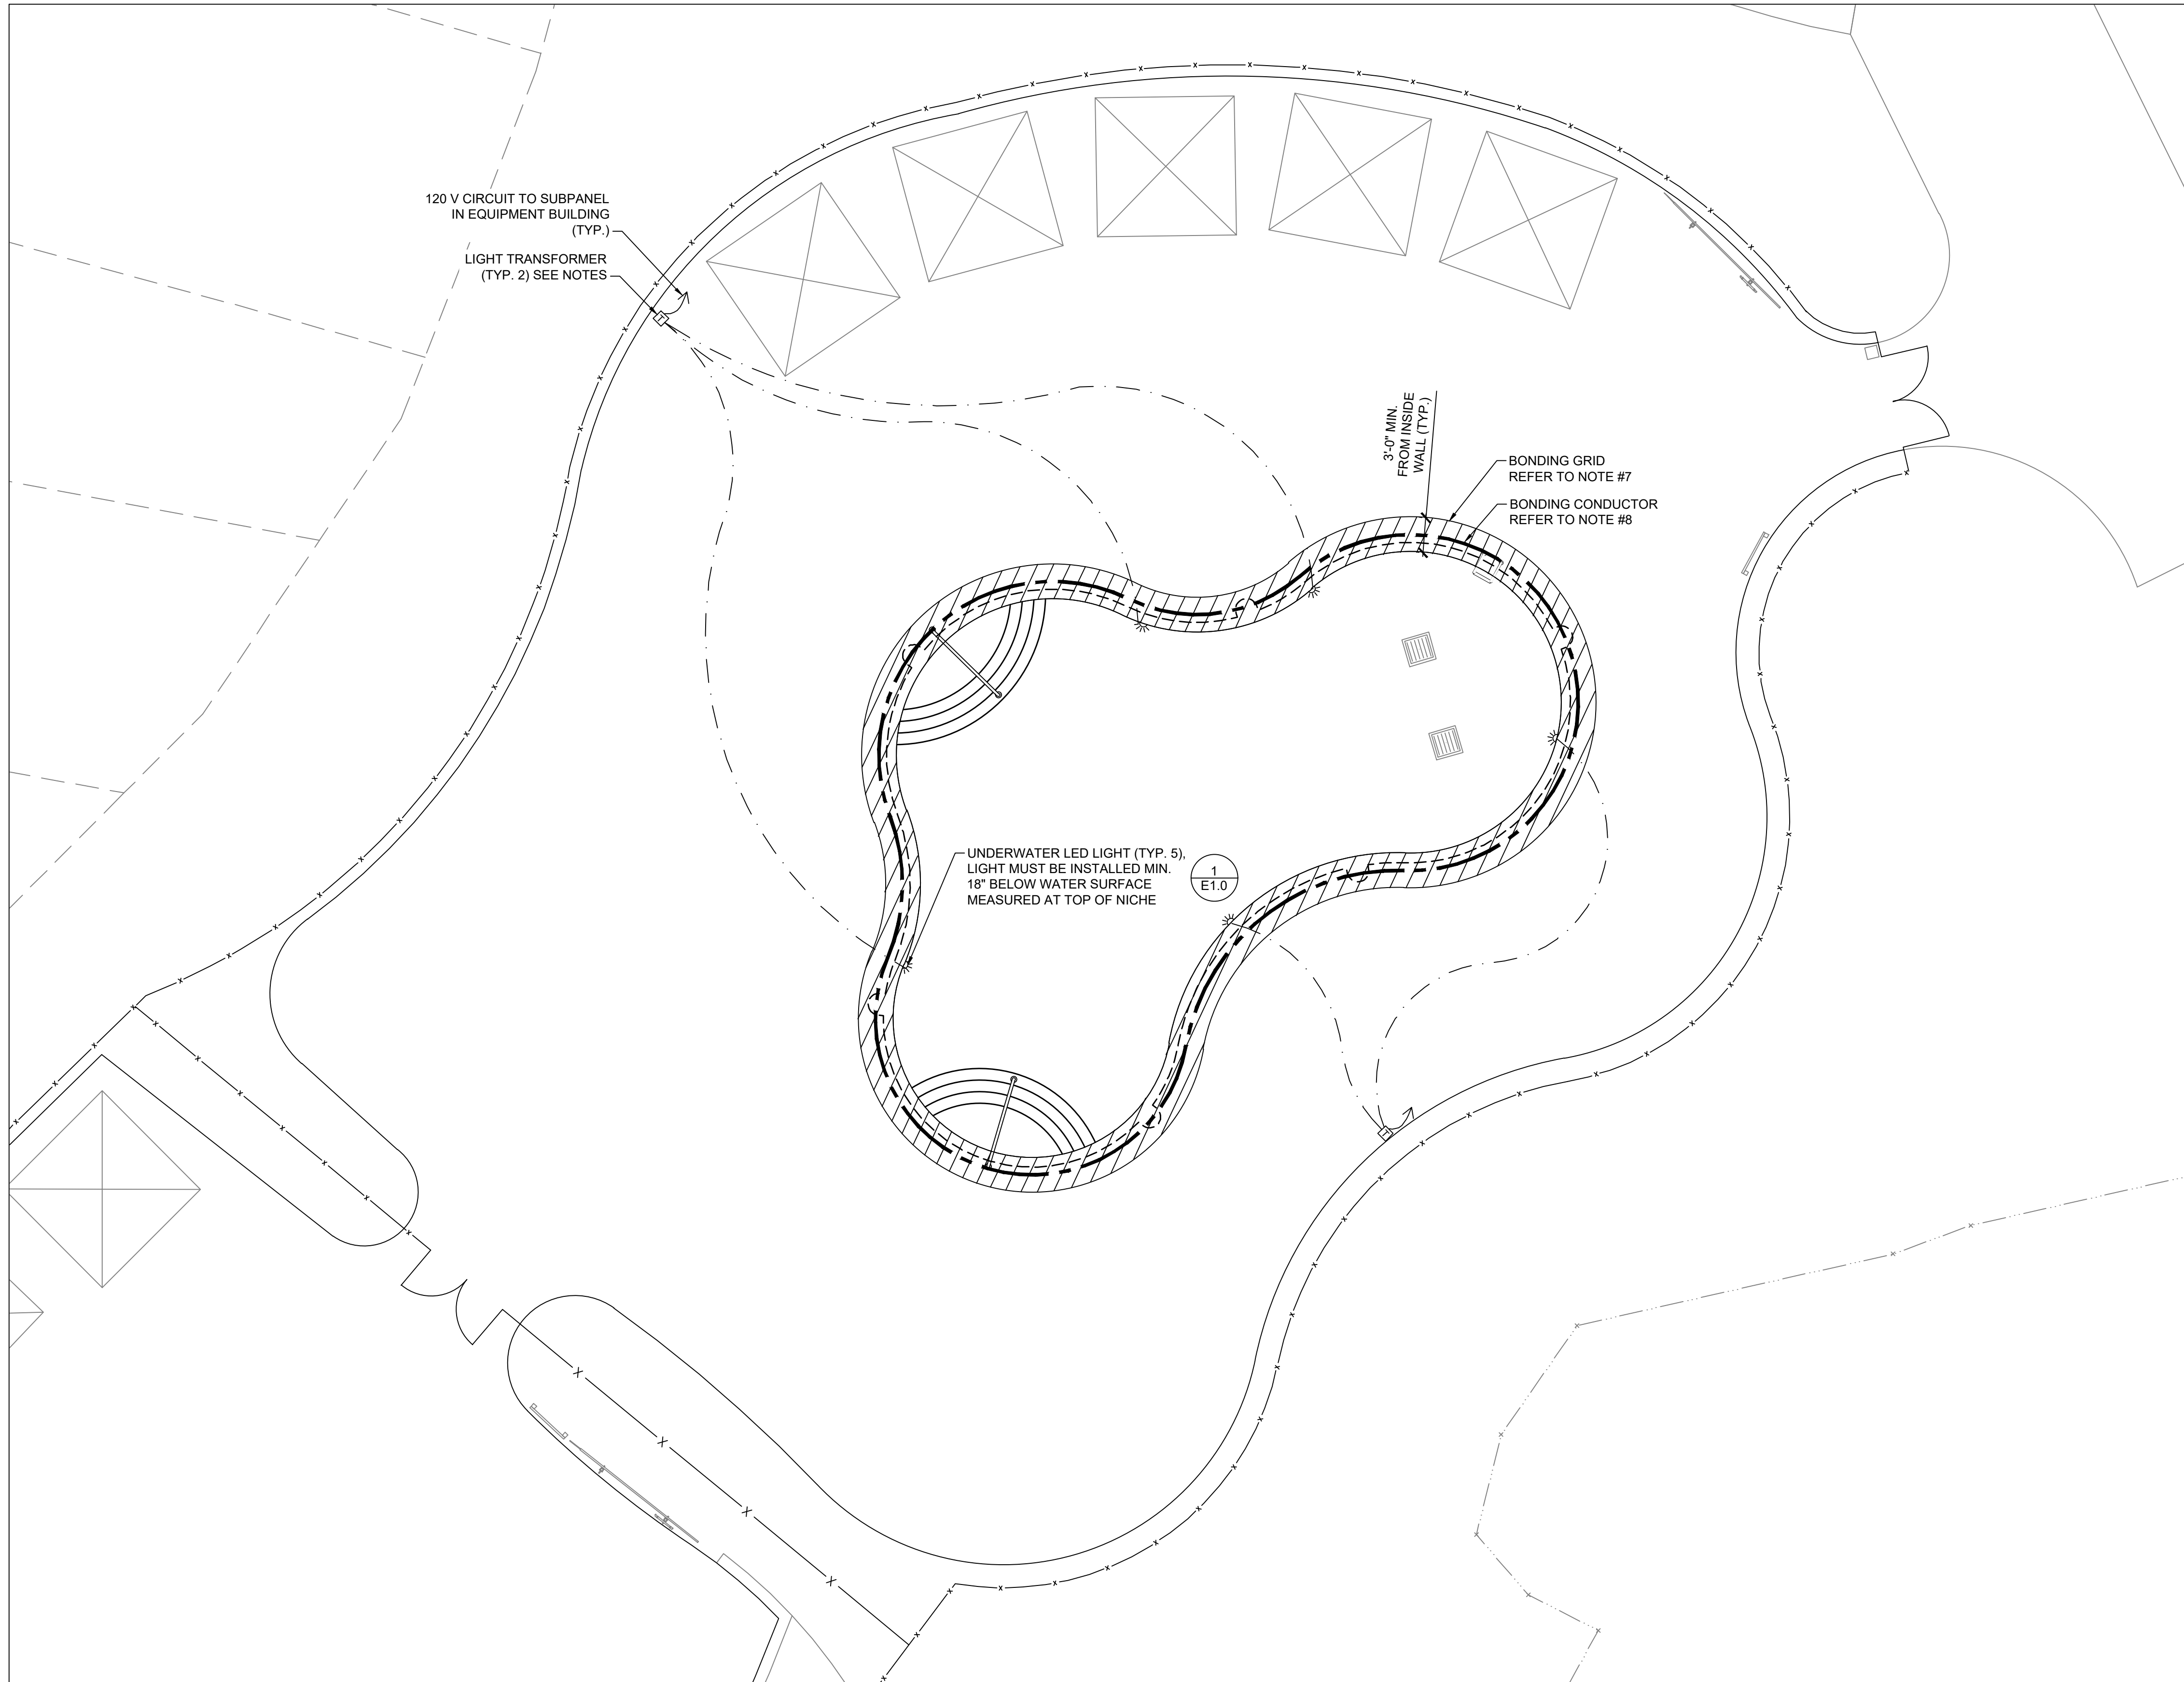 120 V CIRCUIT TO SUBPANEL
IN EQUIPMENT BUILDING
(TYP.)
LIGHT TRANSFORMER
(TYP. 2) SEE NOTES
T
3'-0" MIN.
FROM INSIDE
WALL (TYP.)
BONDING GRID
REFER TO NOTE #7
BONDING CONDUCTOR
REFER TO NOTE #8
UNDERWATER LED LIGHT (TYP. 5),
LIGHT MUST BE INSTALLED MIN.
18" BELOW WATER SURFACE
MEASURED AT TOP OF NICHE
1
E1.0
T